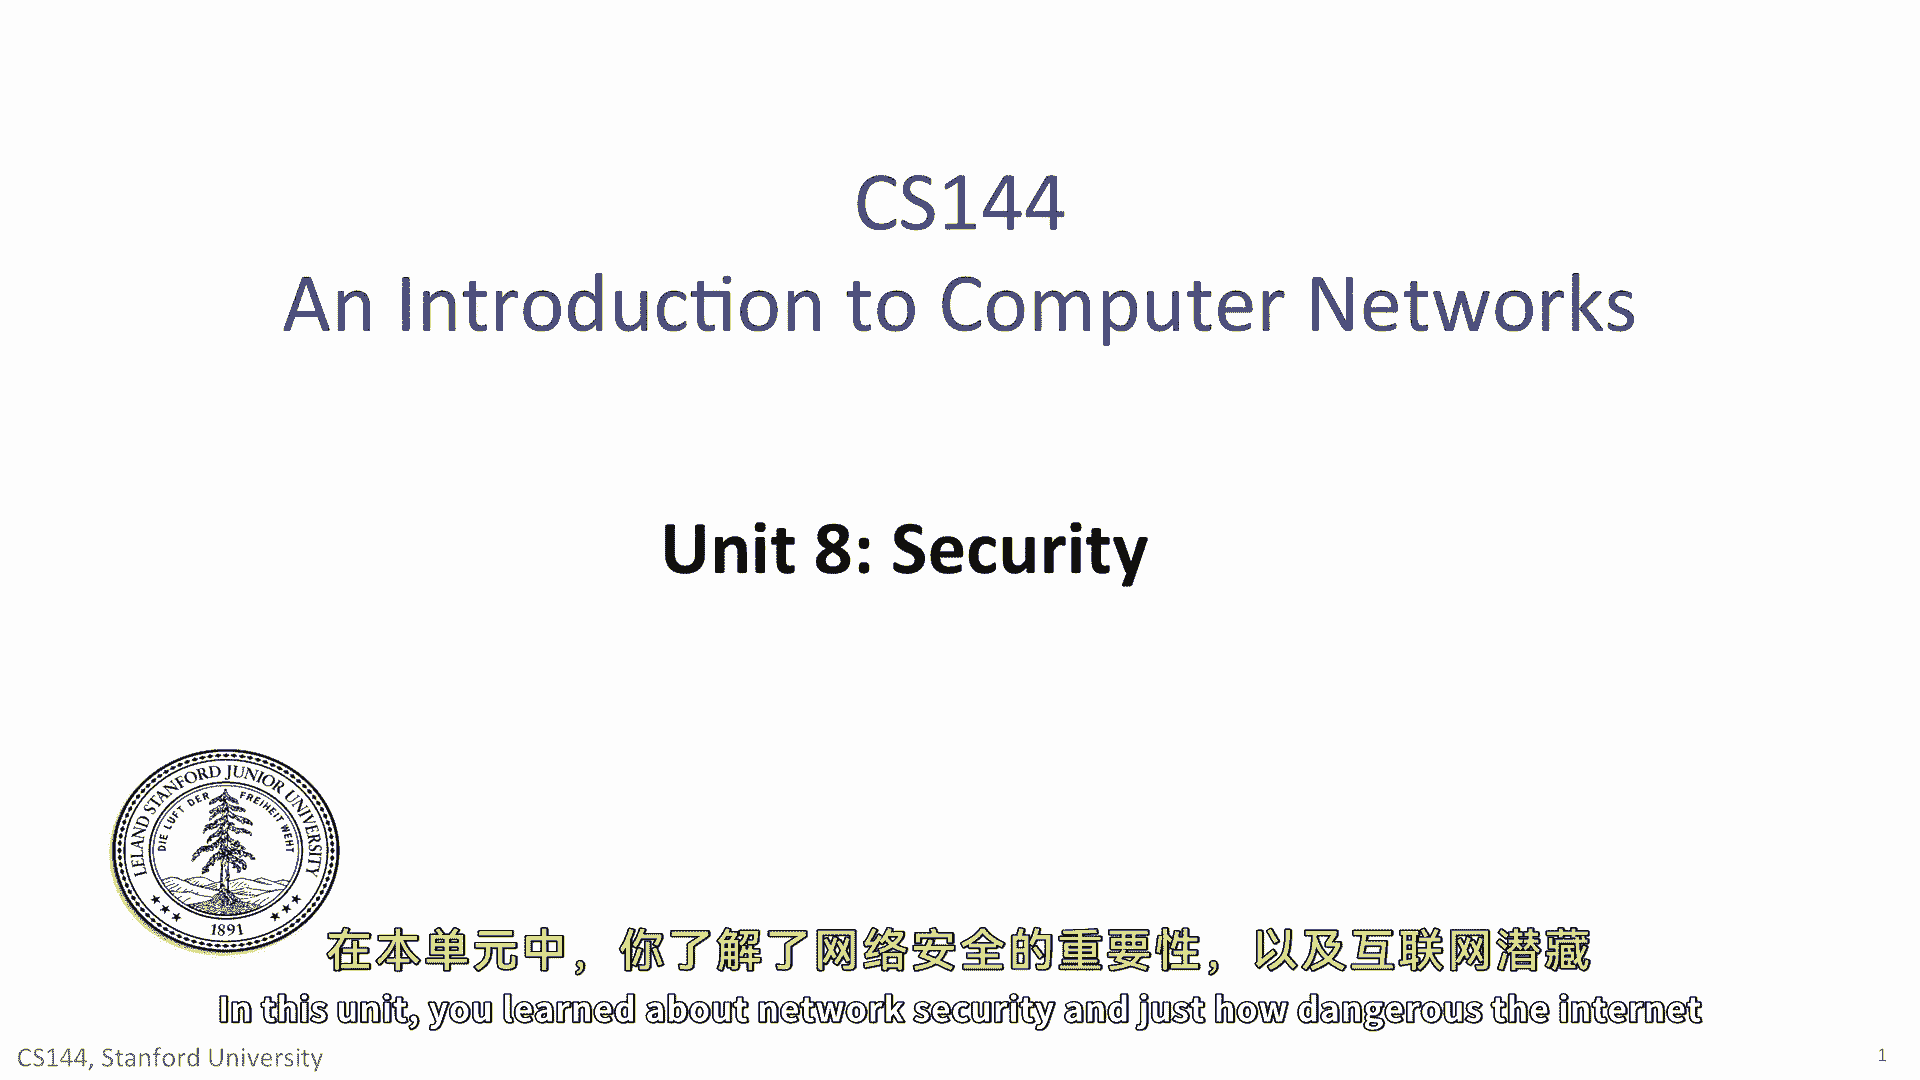 CS144
An Introduction to Computer Networks
Unit 8: Security
LELAND STANFORD JUNIOR UNIVERSITY
DIE LUFT DER FREIHEIT WEHT
1891
在本单元中，你了解了网络安全的重要性，以及互联网潜藏
In this unit, you learned about network security and just how dangerous the internet
CS144, Stanford University
1